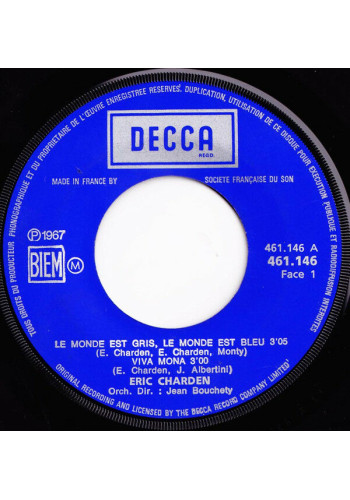 TOUS DROITS DU PRODUCTEUR PHONOGRAPHIQUE ET DU PROPRIETAIRE DE L'ŒUVRE ENREGISTREE RESERVES. DUPLICATION, UTILISATION DE CE DISQUE POUR EXECUTION PUBLIQUE ET RADIODIFFUSION INTERDITES
DECCA
REGD.
MADE IN FRANCE BY SOCIETE FRANÇAISE DU SON
Ⓟ1967
BIEM M
461.146 A
461.146
Face 1
LE MONDE EST GRIS, LE MONDE EST BLEU 3'05
(E. Charden, E. Charden, Monty)
VIVA MONA 3'00
(E. Charden, J. Albertini)
ERIC CHARDEN
Orch. Dir. : Jean Bouchety
ORIGINAL RECORDING AND LICENSED BY THE DECCA RECORD COMPANY LIMITED